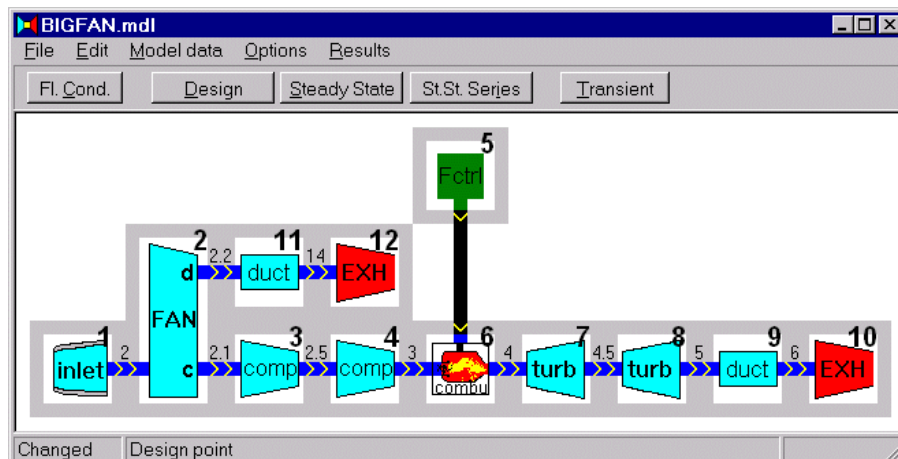 BIGFAN.mdl
File Edit Model data Options Results
Fl. Cond. Design Steady State St.St. Series Transient
5
Fctrl
2 2.2 11 14 12
d duct EXH
FAN
1 3 4 6 7 8 9 10
2 2.1 2.5 3 4 4.5 5 6
inlet c comp comp combu turb turb duct EXH
Changed Design point